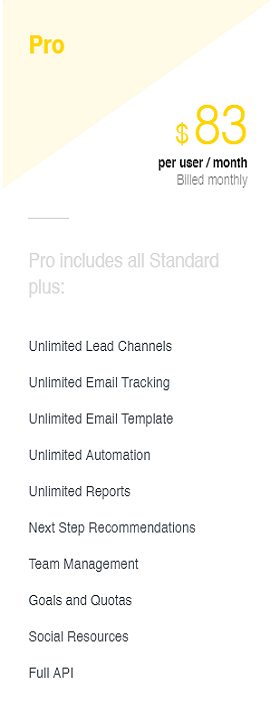 Pro
$ 83
per user / month
Billed monthly
Pro includes all Standard
plus:
Unlimited Lead Channels
Unlimited Email Tracking
Unlimited Email Template
Unlimited Automation
Unlimited Reports
Next Step Recommendations
Team Management
Goals and Quotas
Social Resources
Full API